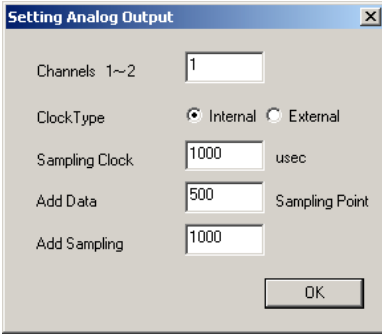 Setting Analog Output
Channels 1～2 1
ClockType Internal External
Sampling Clock 1000 usec
Add Data 500 Sampling Point
Add Sampling 1000
OK